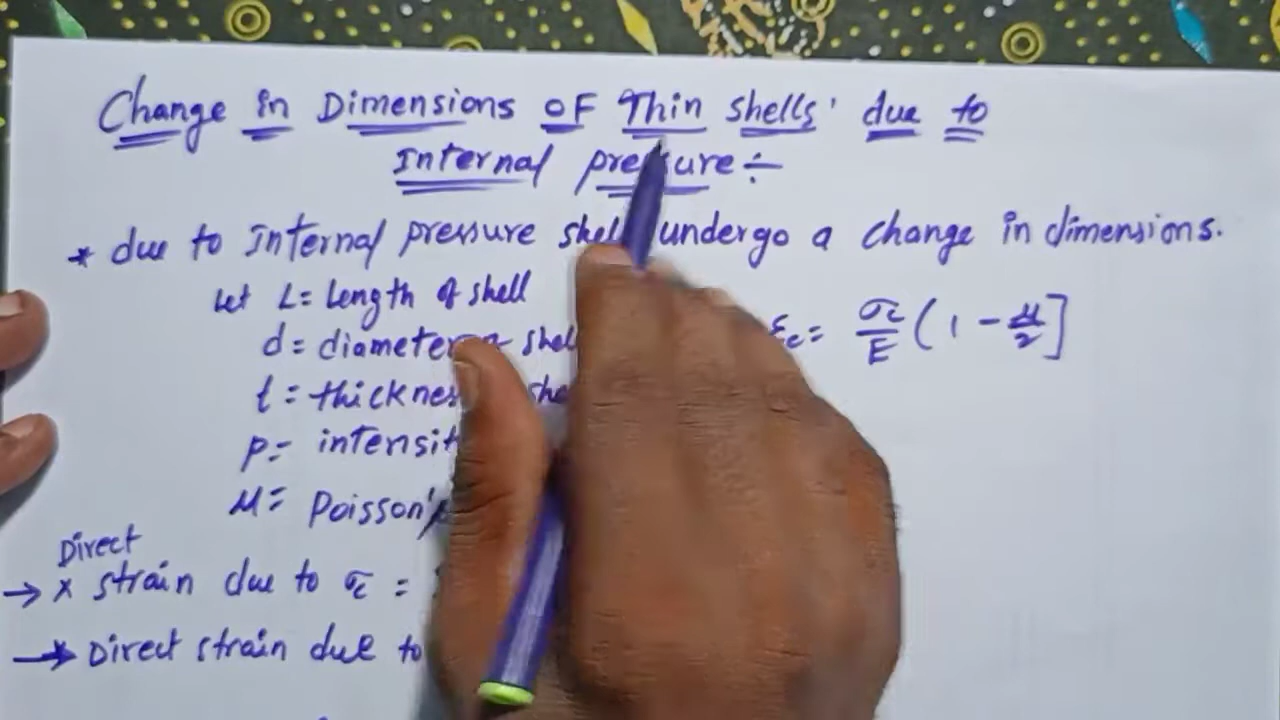 Change in Dimensions OF Thin shells' due to
Internal pressure ÷
* due to Internal pressure shell undergo a change in dimensions.
let L = length of shell
d = diameter shell
εc = σc/E (1 - μ/2]
t = thickness
p =
μ = Poisson's
Direct
→ x strain due to σc =
→ Direct strain due to